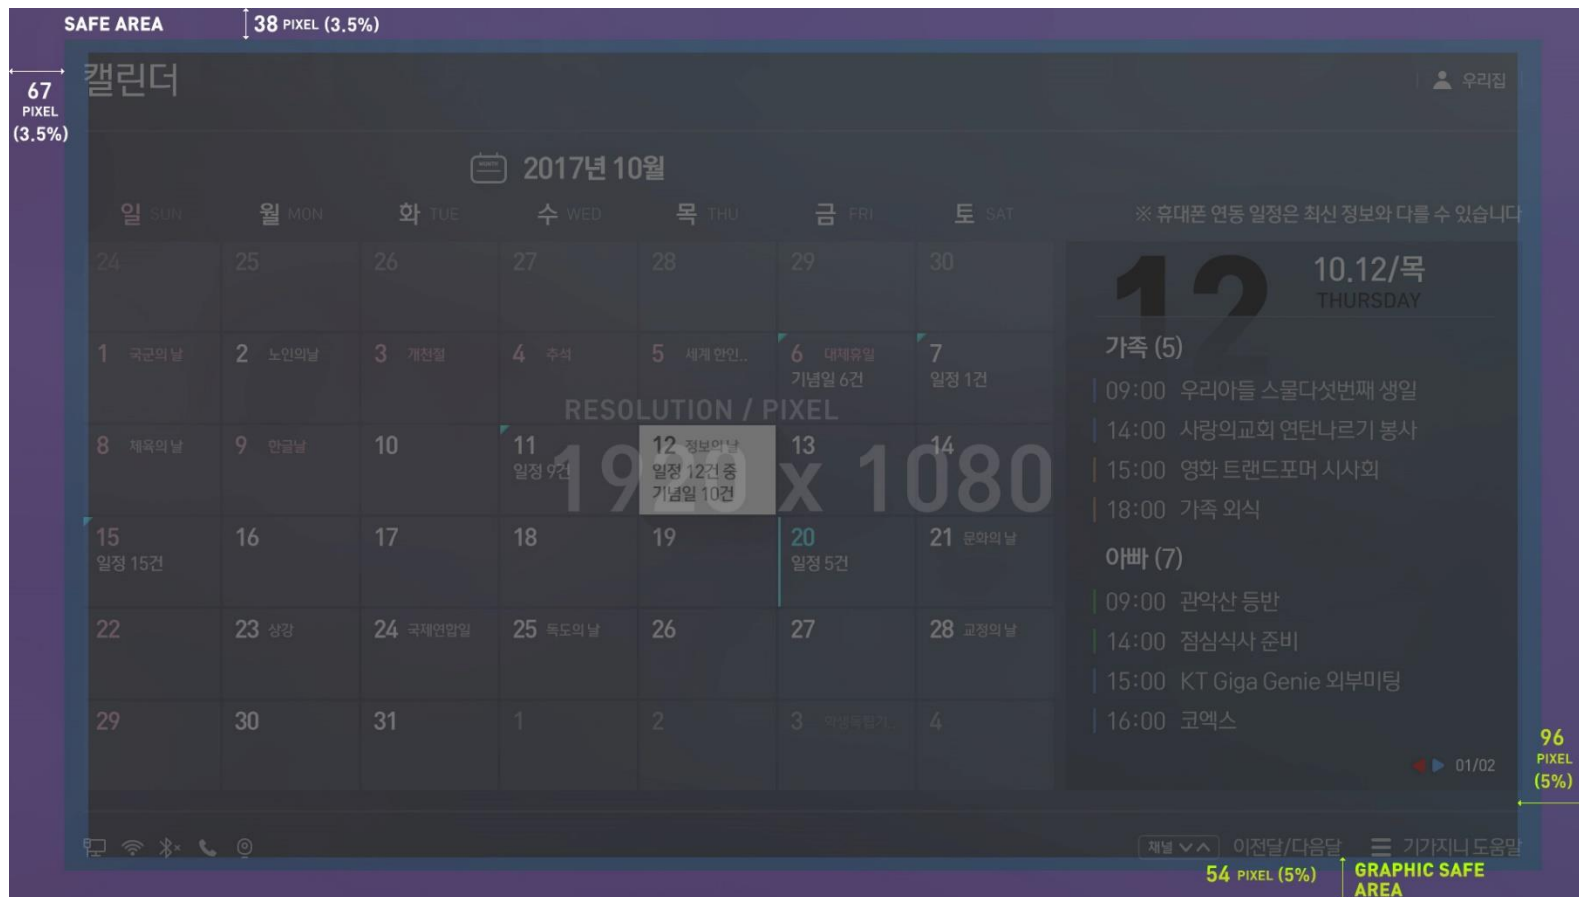 SAFE AREA
38 PIXEL (3.5%)
67
PIXEL
(3.5%)
캘린더
우리집
2017년 10월
일 SUN 월 MON 화 TUE 수 WED 목 THU 금 FRI 토 SAT
※ 휴대폰 연동 일정은 최신 정보와 다를 수 있습니다
24 25 26 27 28 29 30
1 국군의 날 2 노인의날 3 개천절 4 추석 5 세계 한인.. 6 대체휴일 7
기념일 6건 일정 1건
RESOLUTION / PIXEL
1920 x 1080
8 체육의 날 9 한글날 10 11 12 정보의 날 13 14
일정 9건 일정 12건 중
기념일 10건
15 16 17 18 19 20 21 문화의 날
일정 15건 일정 5건
22 23 상강 24 국제연합일 25 독도의 날 26 27 28 교정의 날
29 30 31 1 2 3 4
12
10.12/목
THURSDAY
가족 (5)
09:00 우리아들 스물다섯번째 생일
14:00 사랑의교회 연탄나르기 봉사
15:00 영화 트랜드포머 시사회
18:00 가족 외식
아빠 (7)
09:00 관악산 등반
14:00 점심식사 준비
15:00 KT Giga Genie 외부미팅
16:00 코엑스
01/02
96
PIXEL
(5%)
채널 이전달/다음달 기가지니 도움말
54 PIXEL (5%)
GRAPHIC SAFE
AREA